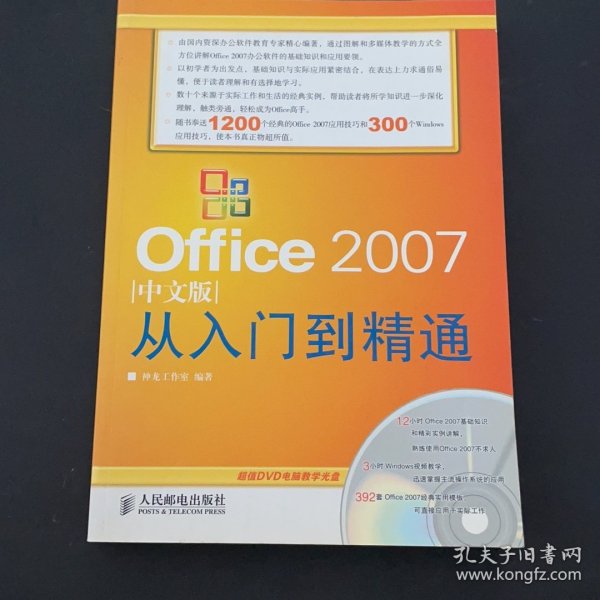 由国内资深办公软件教育专家精心编著，通过图解和多媒体教学的方式全
方位讲解Office 2007办公软件的基础知识和应用要领。
以初学者为出发点，基础知识与实际应用紧密结合，在表达上力求通俗易
懂，便于读者理解和有选择地学习。
数十个来源于实际工作和生活的经典实例，帮助读者将所学知识进一步深化
理解，触类旁通，轻松成为Office高手。
随书奉送1200个经典的Office 2007应用技巧和300个Windows
应用技巧，使本书真正物超所值。
Office 2007
中文版
从入门到精通
神龙工作室 编著
12小时 Office 2007基础知识
和精彩实例讲解，
熟练使用Office 2007不求人
3小时 Windows视频教学，
迅速掌握主流操作系统的应用
392套 Office 2007经典实用模板，
可直接应用于实际工作
超值DVD电脑教学光盘
人民邮电出版社
POSTS & TELECOM PRESS
孔夫子旧书网
www.kongfz.com